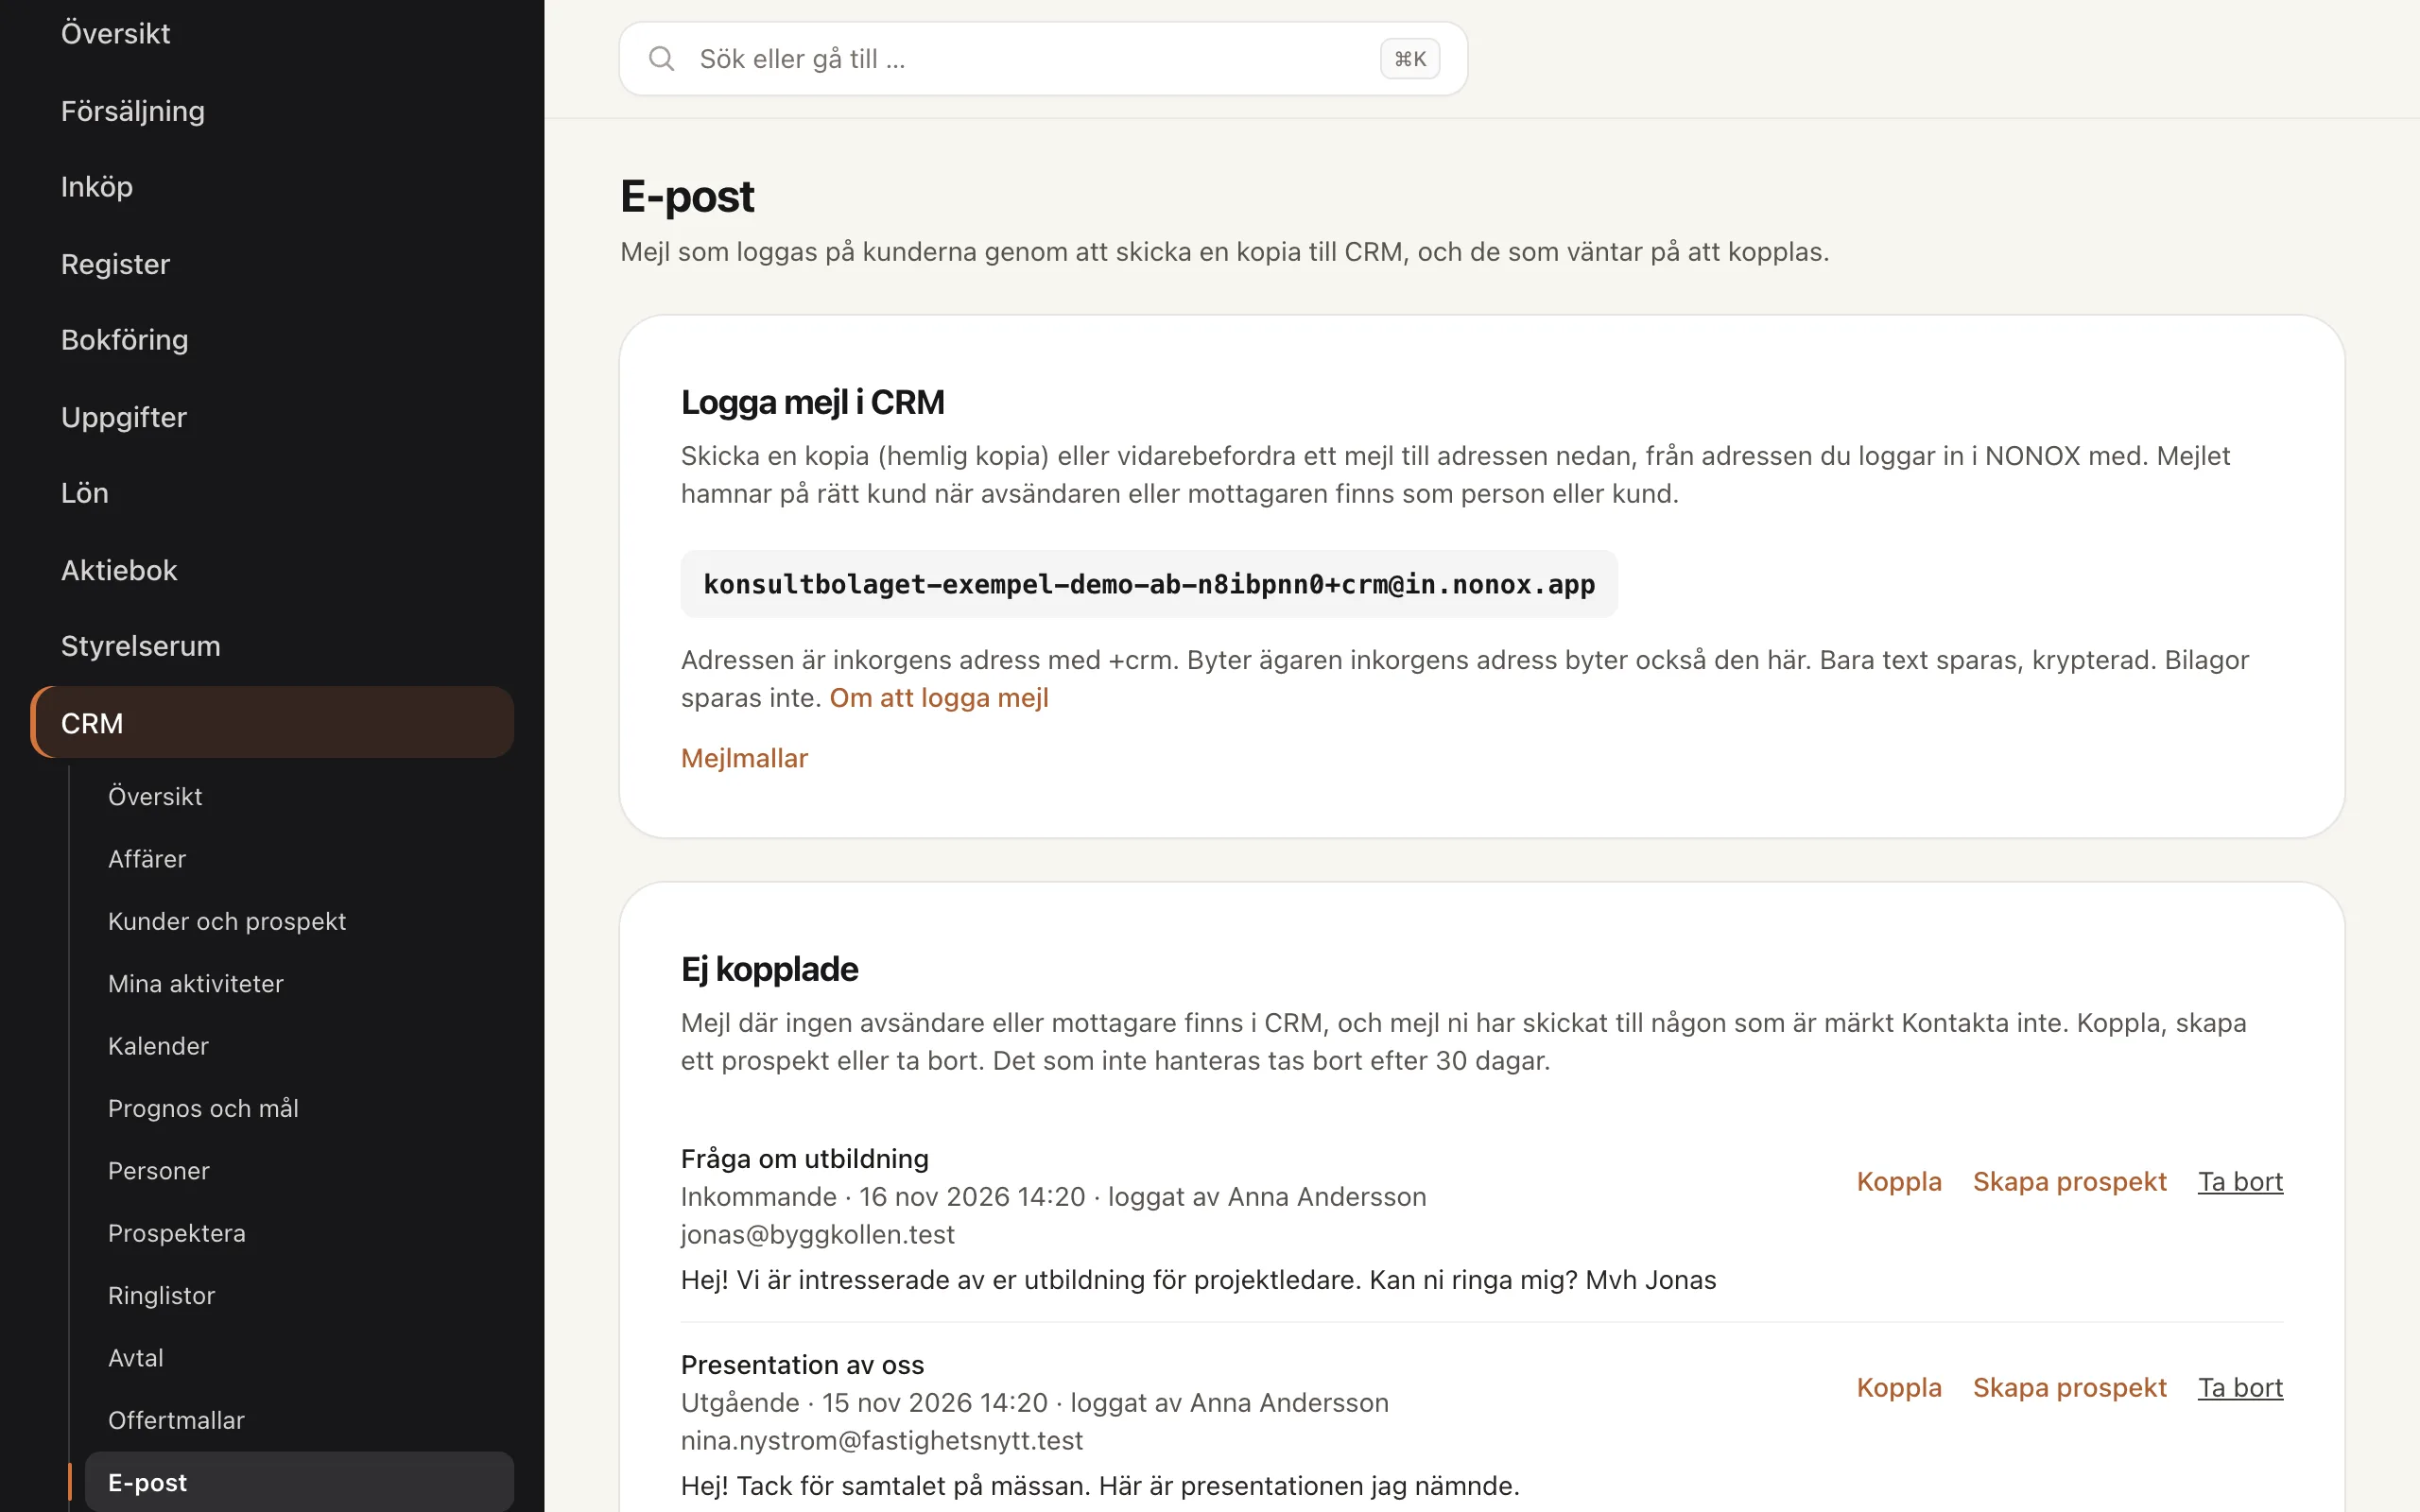 Översikt
Försäljning
Inköp
Register
Bokföring
Uppgifter
Lön
Aktiebok
Styrelserum
CRM
Översikt
Affärer
Kunder och prospekt
Mina aktiviteter
Kalender
Prognos och mål
Personer
Prospektera
Ringlistor
Avtal
Offertmallar
E-post
Sök eller gå till ...
⌘K
E-post
Mejl som loggas på kunderna genom att skicka en kopia till CRM, och de som väntar på att kopplas.
Logga mejl i CRM
Skicka en kopia (hemlig kopia) eller vidarebefordra ett mejl till adressen nedan, från adressen du loggar in i NONOX med. Mejlet
hamnar på rätt kund när avsändaren eller mottagaren finns som person eller kund.
konsultbolaget-exempel-demo-ab-n8ibpnn0+crm@in.nonox.app
Adressen är inkorgens adress med +crm. Byter ägaren inkorgens adress byter också den här. Bara text sparas, krypterad. Bilagor
sparas inte. Om att logga mejl
Mejlmallar
Ej kopplade
Mejl där ingen avsändare eller mottagare finns i CRM, och mejl ni har skickat till någon som är märkt Kontakta inte. Koppla, skapa
ett prospekt eller ta bort. Det som inte hanteras tas bort efter 30 dagar.
Fråga om utbildning
Inkommande · 16 nov 2026 14:20 · loggat av Anna Andersson
jonas@byggkollen.test
Hej! Vi är intresserade av er utbildning för projektledare. Kan ni ringa mig? Mvh Jonas
Koppla Skapa prospekt Ta bort
Presentation av oss
Utgående · 15 nov 2026 14:20 · loggat av Anna Andersson
nina.nystrom@fastighetsnytt.test
Hej! Tack för samtalet på mässan. Här är presentationen jag nämnde.
Koppla Skapa prospekt Ta bort